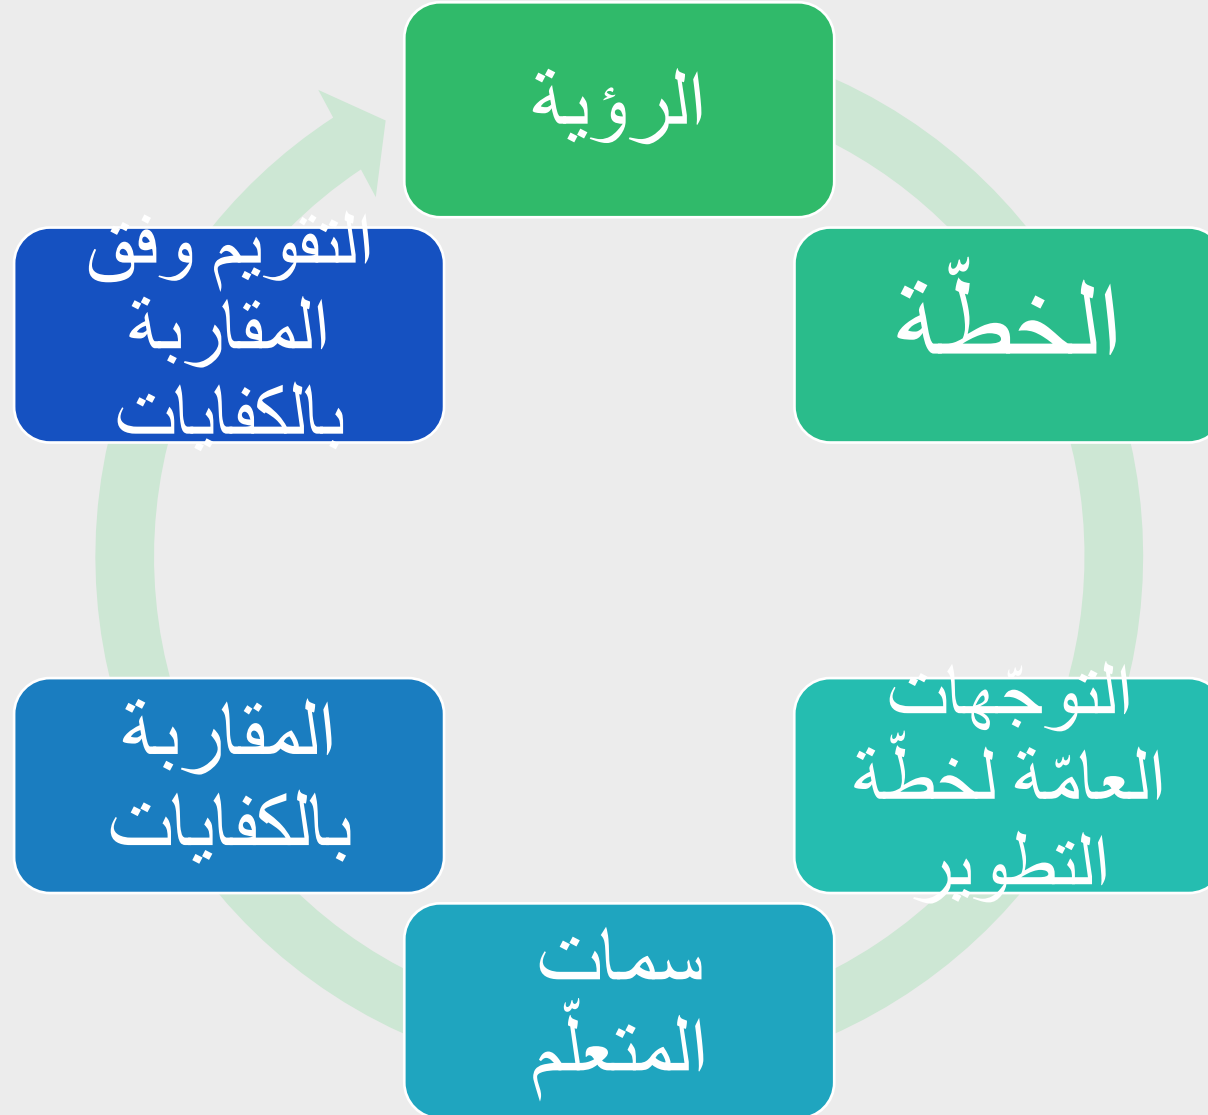 الرؤية
الخطّة
التوجّهات
العامّة لخطّة
التطوير
سمات
المتعلّم
المقاربة
بالكفايات
التقويم وفق
المقاربة
بالكفايات